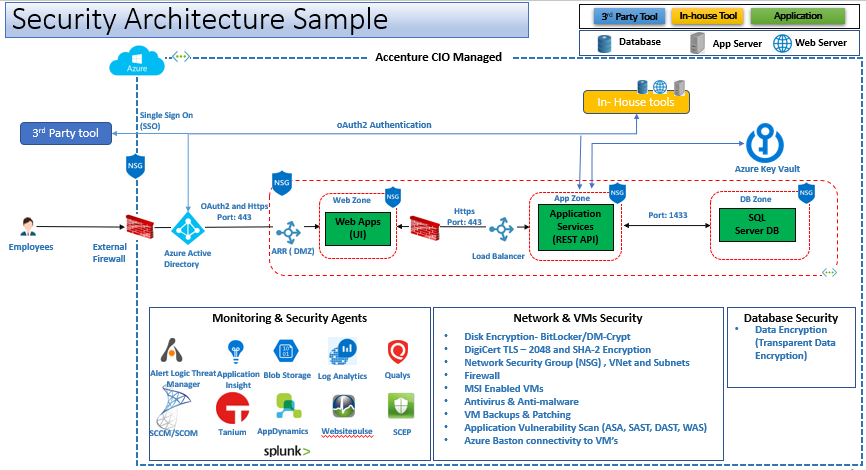 Security Architecture Sample
3rd Party Tool
In-house Tool
Application
Database
App Server
Web Server
Azure
Accenture CIO Managed
Single Sign On
(SSO)
3rd Party tool
oAuth2 Authentication
In- House tools
NSG
Azure Key Vault
NSG
OAuth2 and Https
Port: 443
Web Zone
NSG
Web Apps
(UI)
Https
Port: 443
App Zone
NSG
Application
Services
(REST API)
Port: 1433
DB Zone
NSG
SQL
Server DB
Employees
External
Firewall
Azure Active
Directory
ARR ( DMZ)
Load Balancer
Monitoring & Security Agents
Alert Logic Threat
Manager
Application
Insight
10
01
Blob Storage
Log Analytics
Qualys
SCCM/SCOM
Tanium
AppDynamics
Websitepulse
SCEP
splunk>
Network & VMs Security
• Disk Encryption- BitLocker/DM-Crypt
• DigiCert TLS – 2048 and SHA-2 Encryption
• Network Security Group (NSG) , VNet and Subnets
• Firewall
• MSI Enabled VMs
• Antivirus & Anti-malware
• VM Backups & Patching
• Application Vulnerability Scan (ASA, SAST, DAST, WAS)
• Azure Baston connectivity to VM's
Database Security
• Data Encryption
(Transparent Data
Encryption)